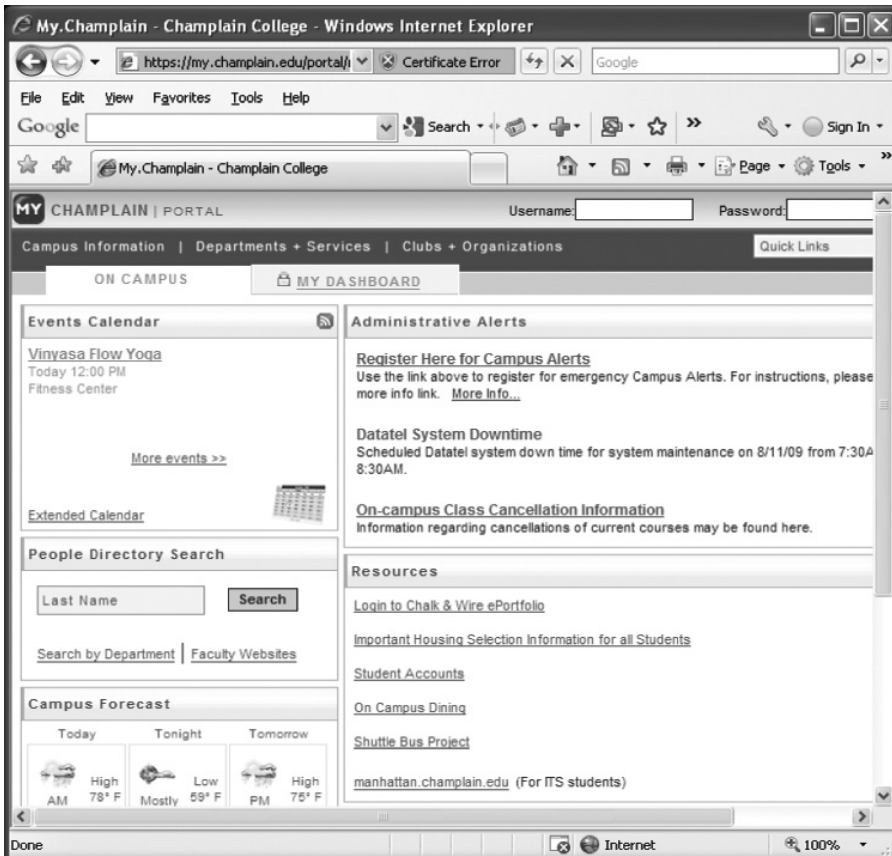 My.Champlain - Champlain College - Windows Internet Explorer
https://my.champlain.edu/portal/ Certificate Error Google
File Edit View Favorites Tools Help
Google Search Sign In
My.Champlain - Champlain College Page Tools
MY CHAMPLAIN | PORTAL Username: Password:
Campus Information | Departments + Services | Clubs + Organizations Quick Links
ON CAMPUS MY DASHBOARD
Events Calendar
Vinyasa Flow Yoga
Today 12:00 PM
Fitness Center
More events >>
Extended Calendar
People Directory Search
Last Name Search
Search by Department | Faculty Websites
Campus Forecast
Today Tonight Tomorrow
High Low High
AM 78° F Mostly 59° F PM 75° F
Administrative Alerts
Register Here for Campus Alerts
Use the link above to register for emergency Campus Alerts. For instructions, please
more info link. More Info...
Datatel System Downtime
Scheduled Datatel system down time for system maintenance on 8/11/09 from 7:30A
8:30AM.
On-campus Class Cancellation Information
Information regarding cancellations of current courses may be found here.
Resources
Login to Chalk & Wire ePortfolio
Important Housing Selection Information for all Students
Student Accounts
On Campus Dining
Shuttle Bus Project
manhattan.champlain.edu (For ITS students)
Done Internet 100%